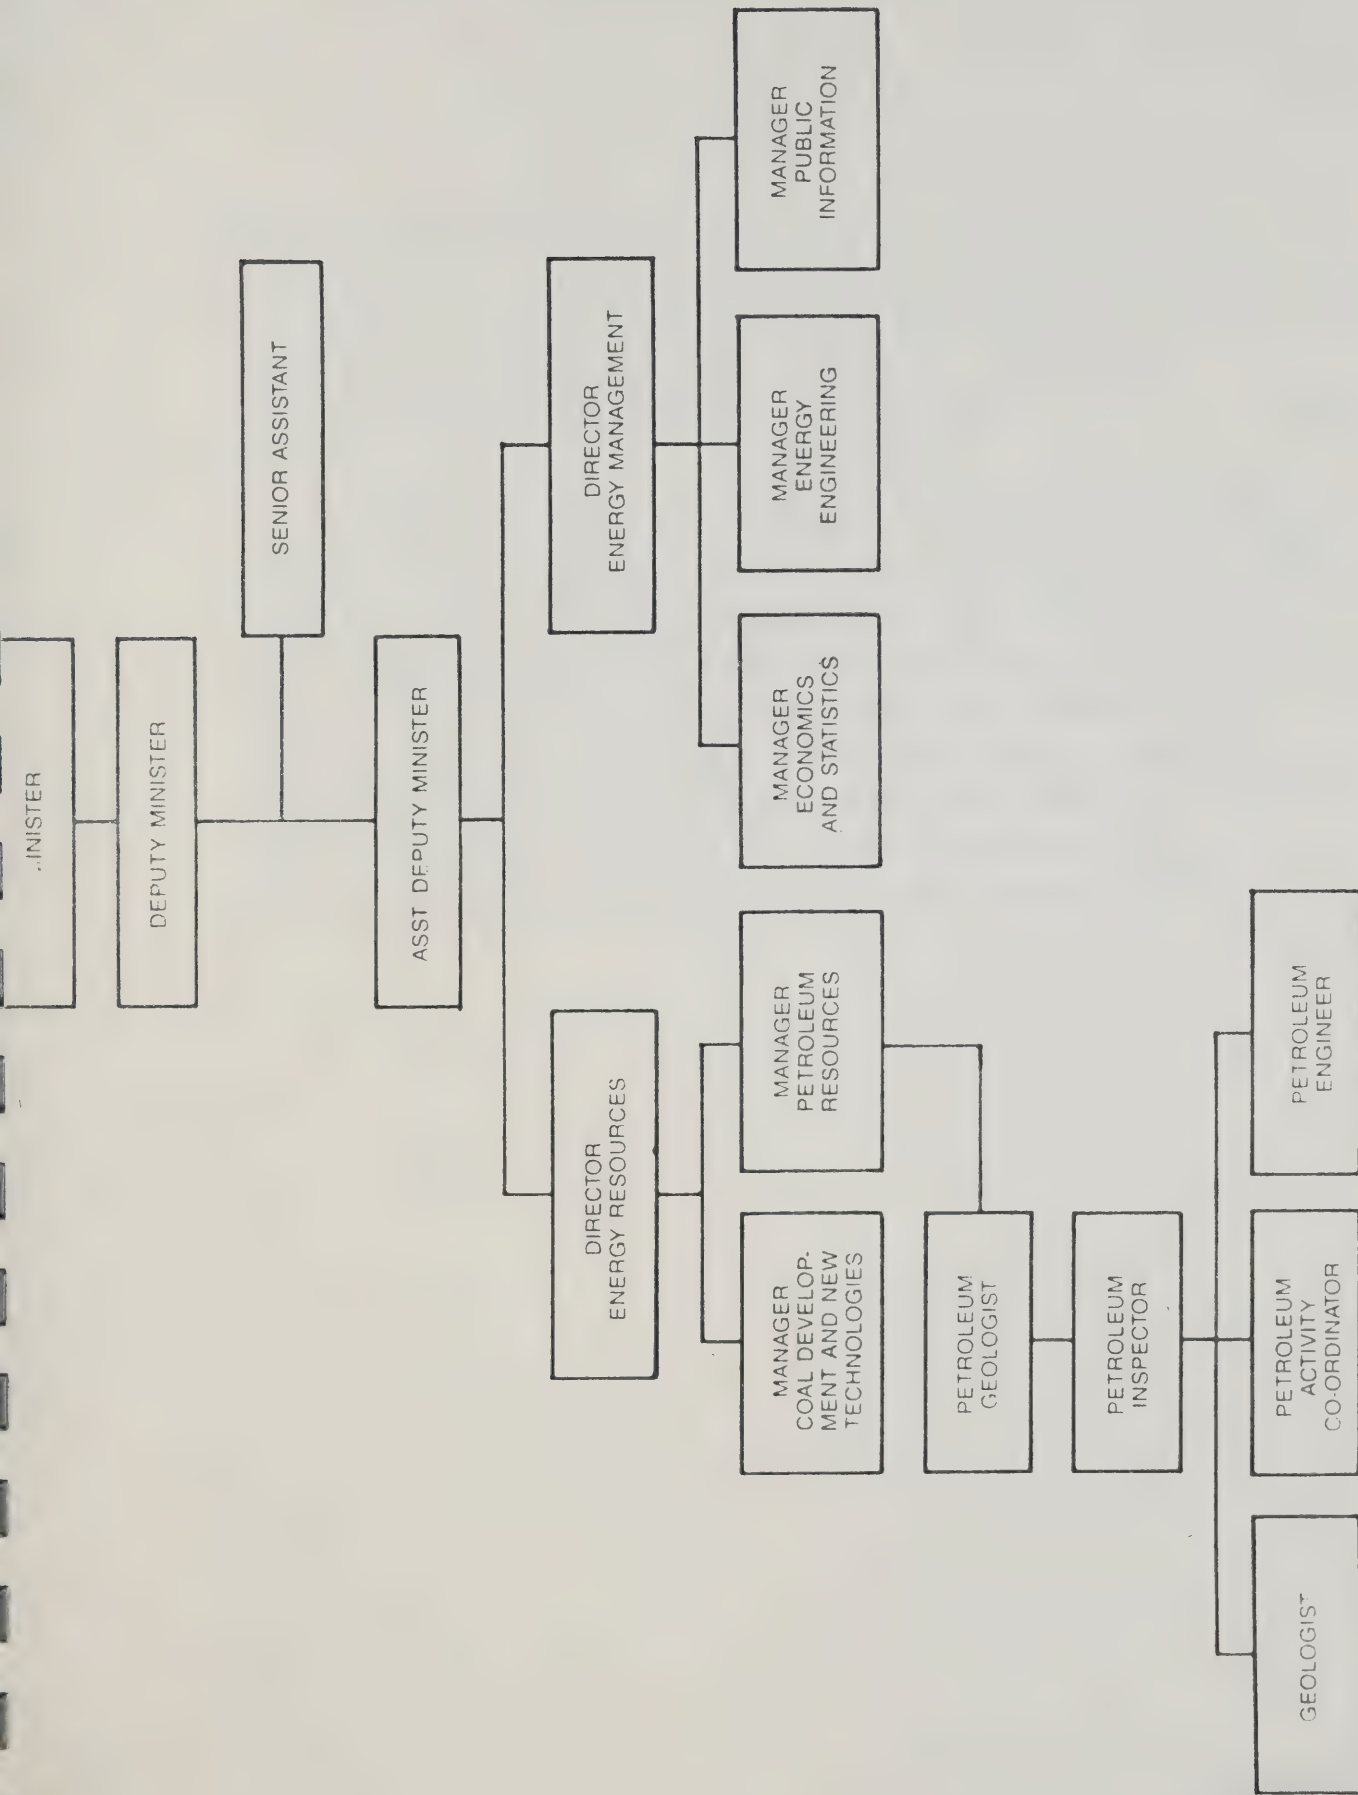 DEPUTY MINISTER
SENIOR ASSISTANT
ASST DEPUTY MINISTER
DIRECTOR
ENERGY RESOURCES
DIRECTOR
ENERGY MANAGEMENT
MANAGER
COAL DEVELOP-
MENT AND NEW
TECHNOLOGIES
MANAGER
PETROLEUM
RESOURCES
MANAGER
ECONOMICS
AND STATISTICS
MANAGER
ENERGY
ENGINEERING
MANAGER
PUBLIC
INFORMATION
PETROLEUM
GEOLOGIST
PETROLEUM
INSPECTOR
GEOLOGIST
PETROLEUM
ACTIVITY
CO-ORDINATOR
PETROLEUM
ENGINEER